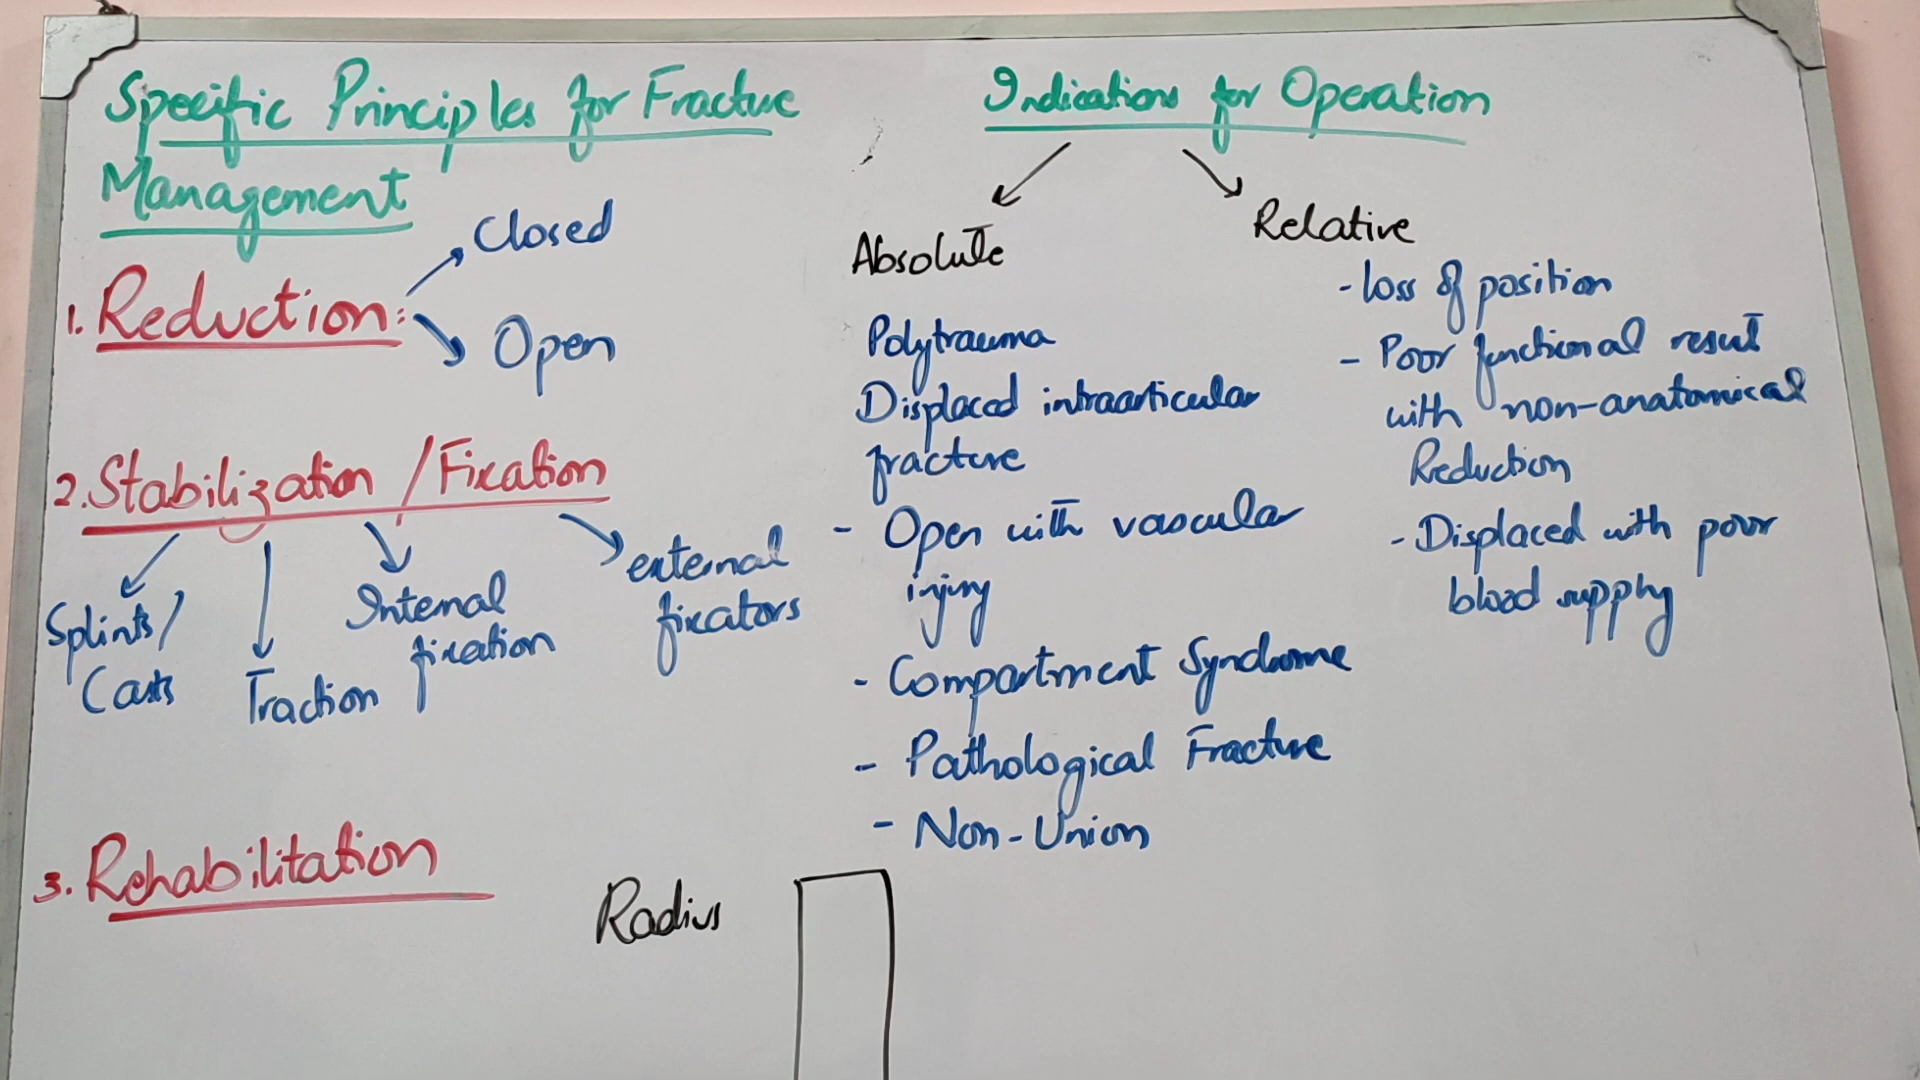 Specific Principles for Fracture
Management
1. Reduction:
Closed
Open
2. Stabilization / Fixation
Splints/
Casts
Traction
Internal
fixation
external
fixators
3. Rehabilitation
Radius
Indications for Operation
Absolute
Polytrauma
Displaced intraarticular
fracture
- Open with vascular
injury
- Compartment Syndrome
- Pathological Fracture
- Non-Union
Relative
- loss of position
- Poor functional result
with non-anatomical
Reduction
- Displaced with poor
blood supply